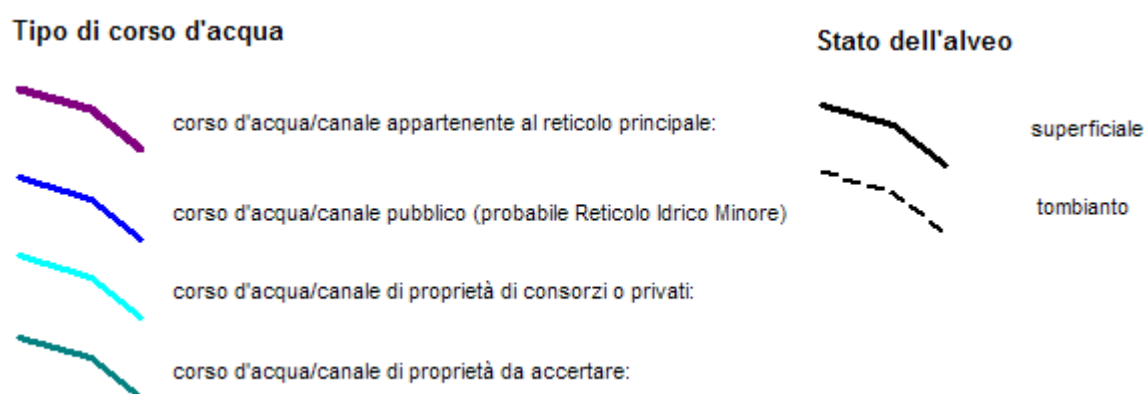 Tipo di corso d'acqua
corso d'acqua/canale appartenente al reticolo principale:
corso d'acqua/canale pubblico (probabile Reticolo Idrico Minore)
corso d'acqua/canale di proprietà di consorzi o privati:
corso d'acqua/canale di proprietà da accertare:
Stato dell'alveo
superficiale
tombianto